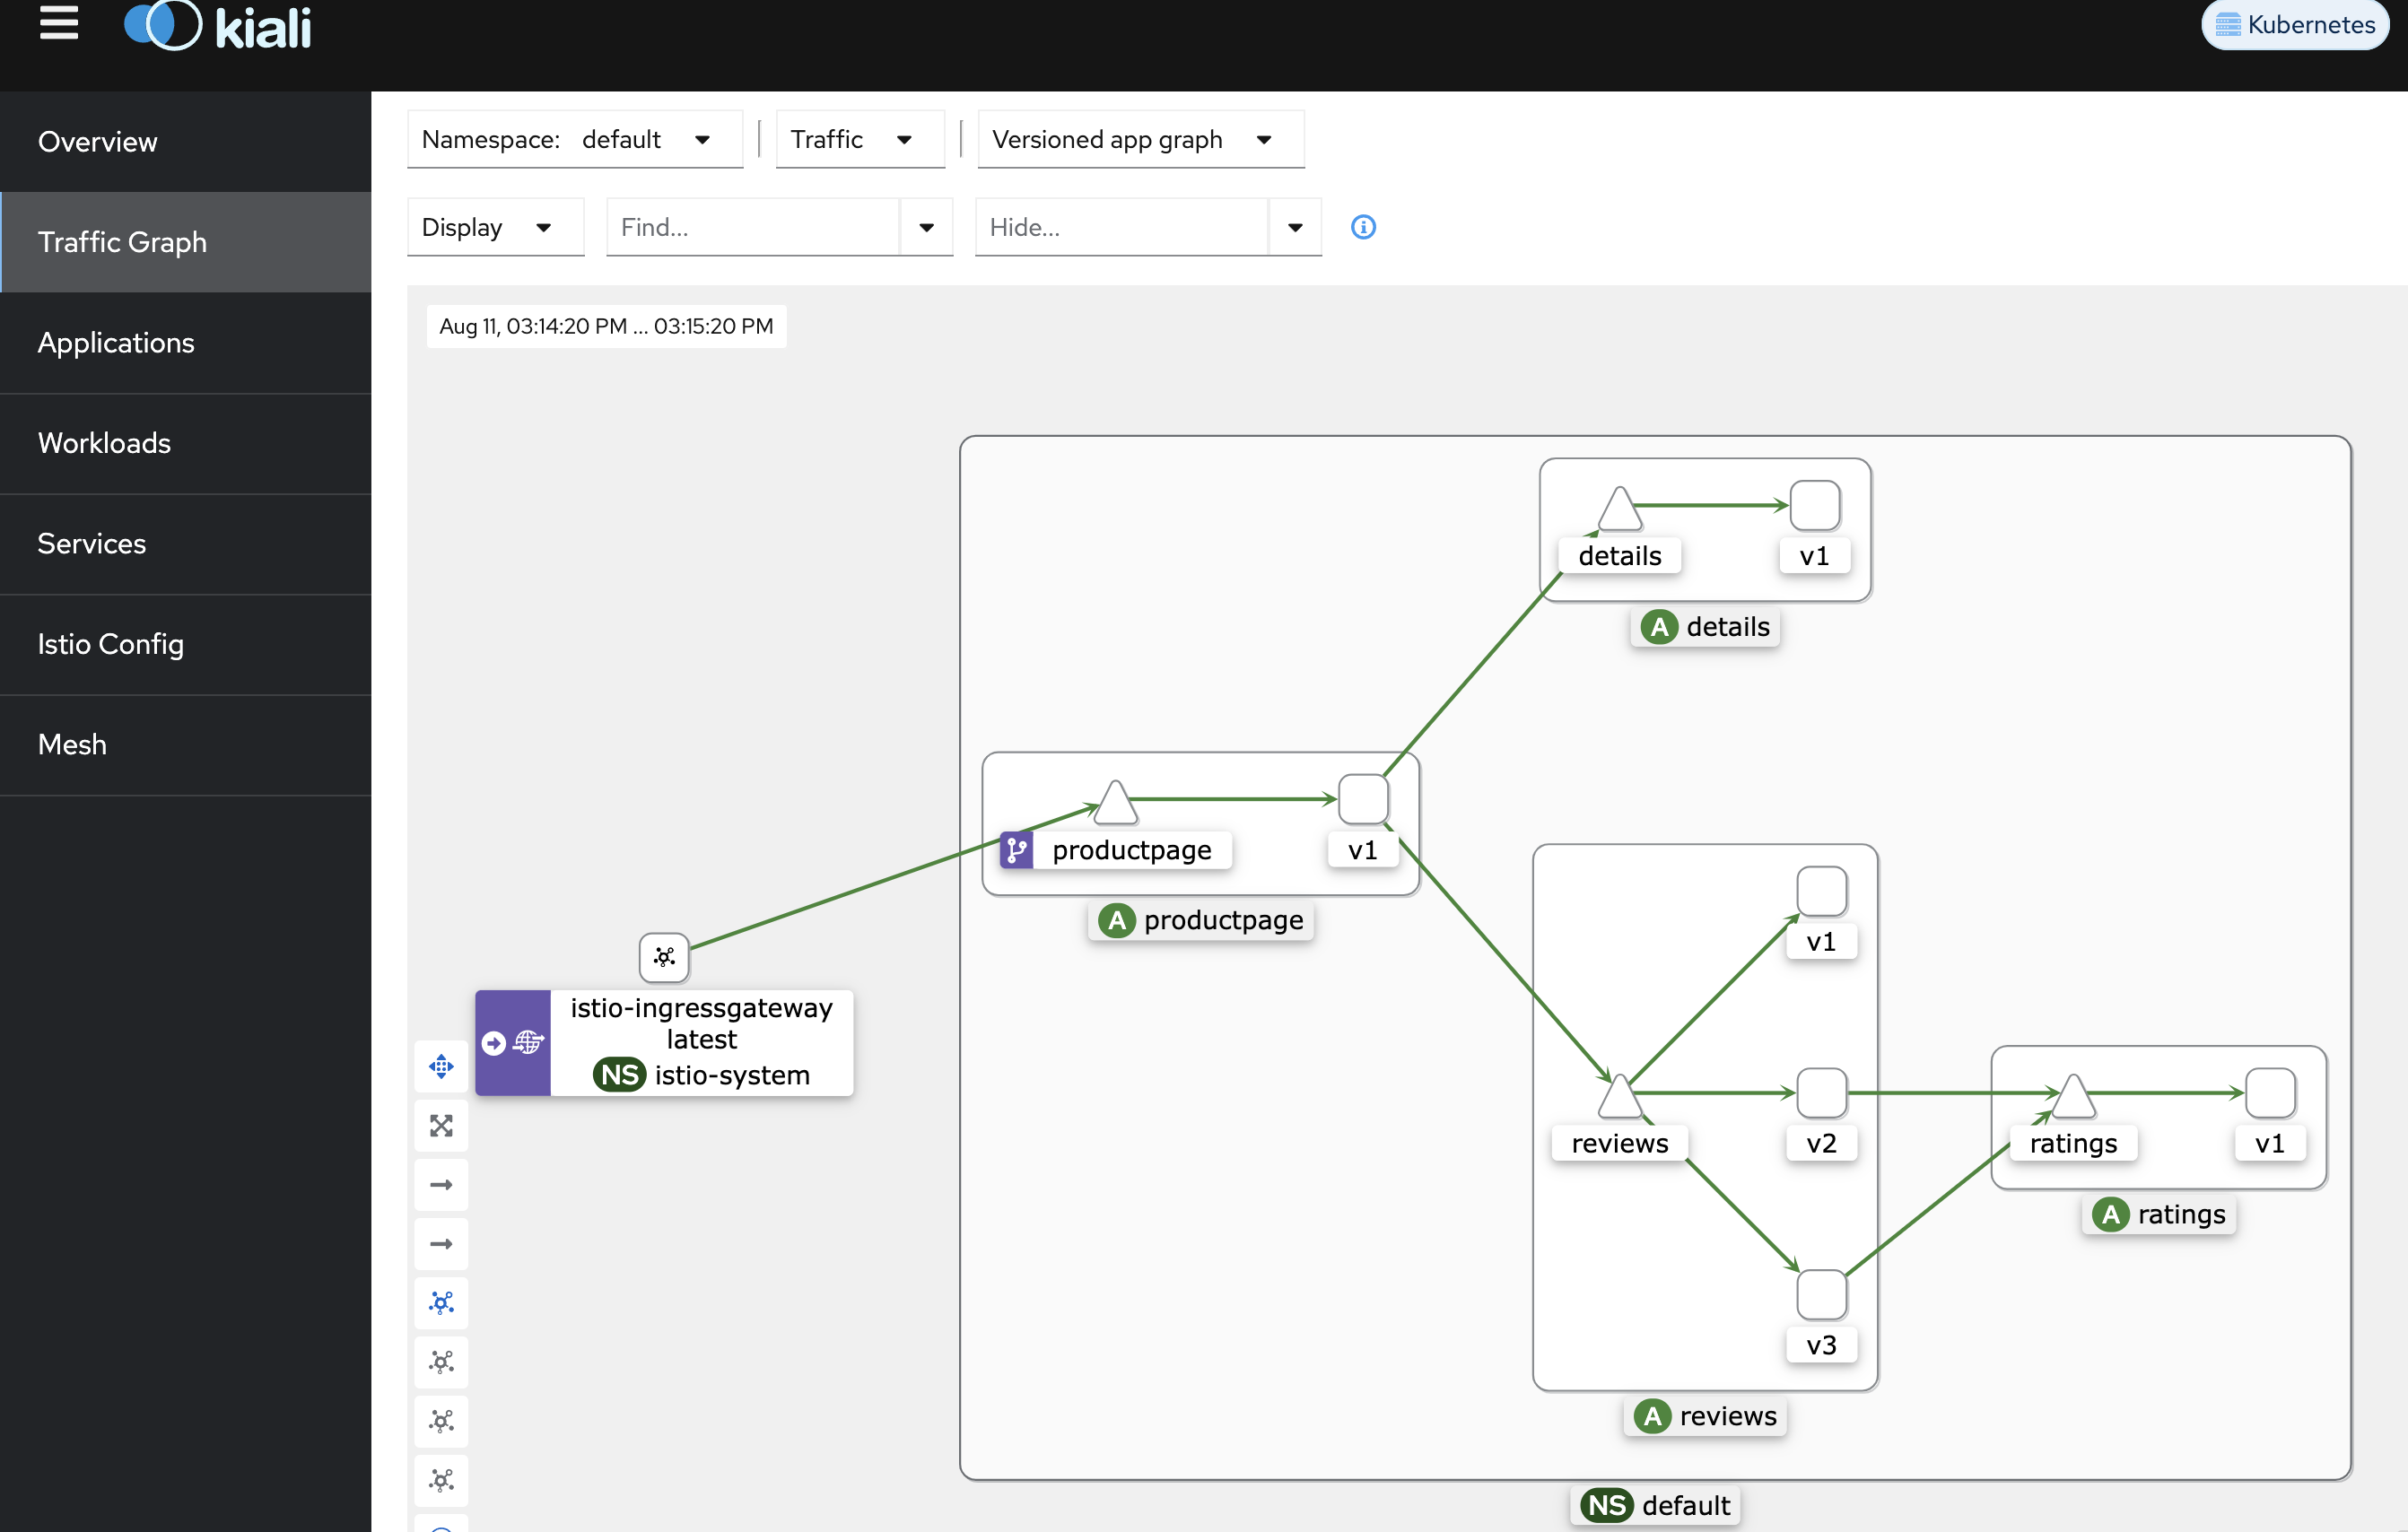 kiali
Kubernetes
Overview
Traffic Graph
Applications
Workloads
Services
Istio Config
Mesh
Namespace: default
Traffic
Versioned app graph
Display
Find...
Hide...
Aug 11, 03:14:20 PM ... 03:15:20 PM
details
v1
A details
productpage
v1
A productpage
istio-ingressgateway
latest
NS istio-system
v1
reviews
v2
v3
A reviews
ratings
v1
A ratings
NS default